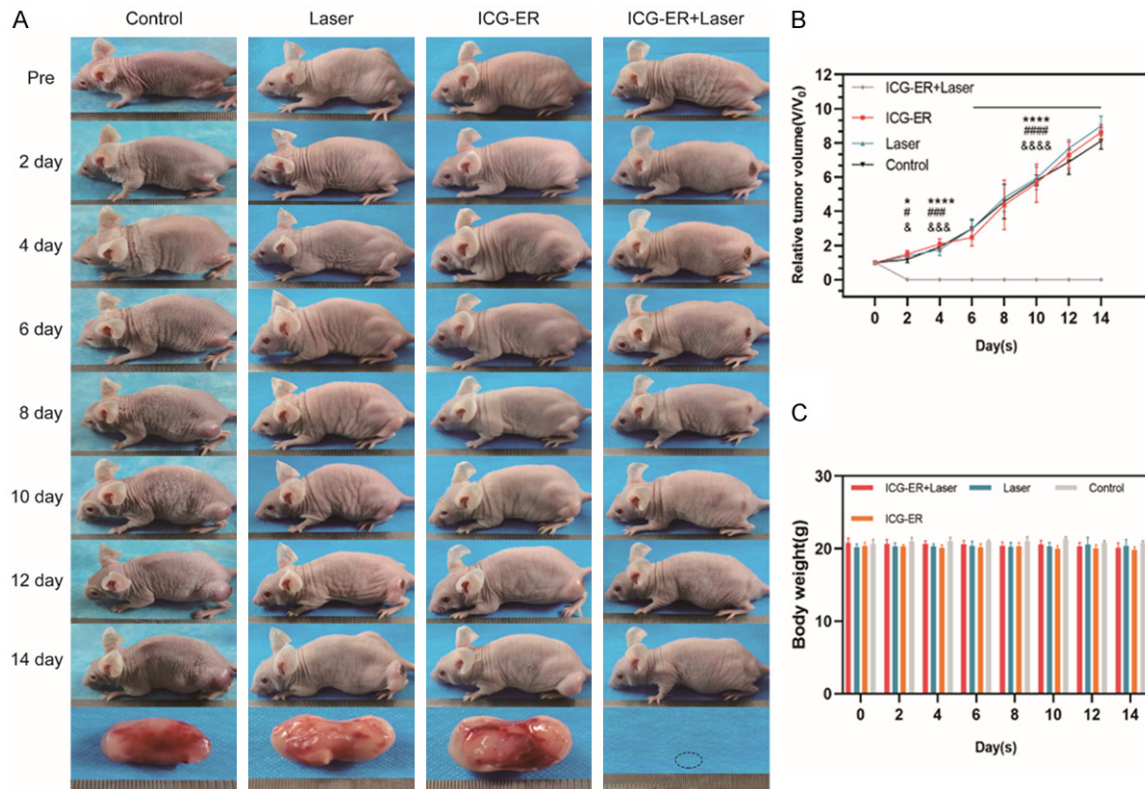 A
Control
Laser
ICG-ER
ICG-ER+Laser
Pre
2 day
4 day
6 day
8 day
10 day
12 day
14 day
B
Relative tumor volume(V/V0)
12
10
8
6
4
2
0
ICG-ER+Laser
ICG-ER
Laser
Control
*
#
&
****
###
&&&
****
####
&&&&
0 2 4 6 8 10 12 14
Day(s)
C
Body weight(g)
30
20
10
0
ICG-ER+Laser Laser Control
ICG-ER
0 2 4 6 8 10 12 14
Day(s)